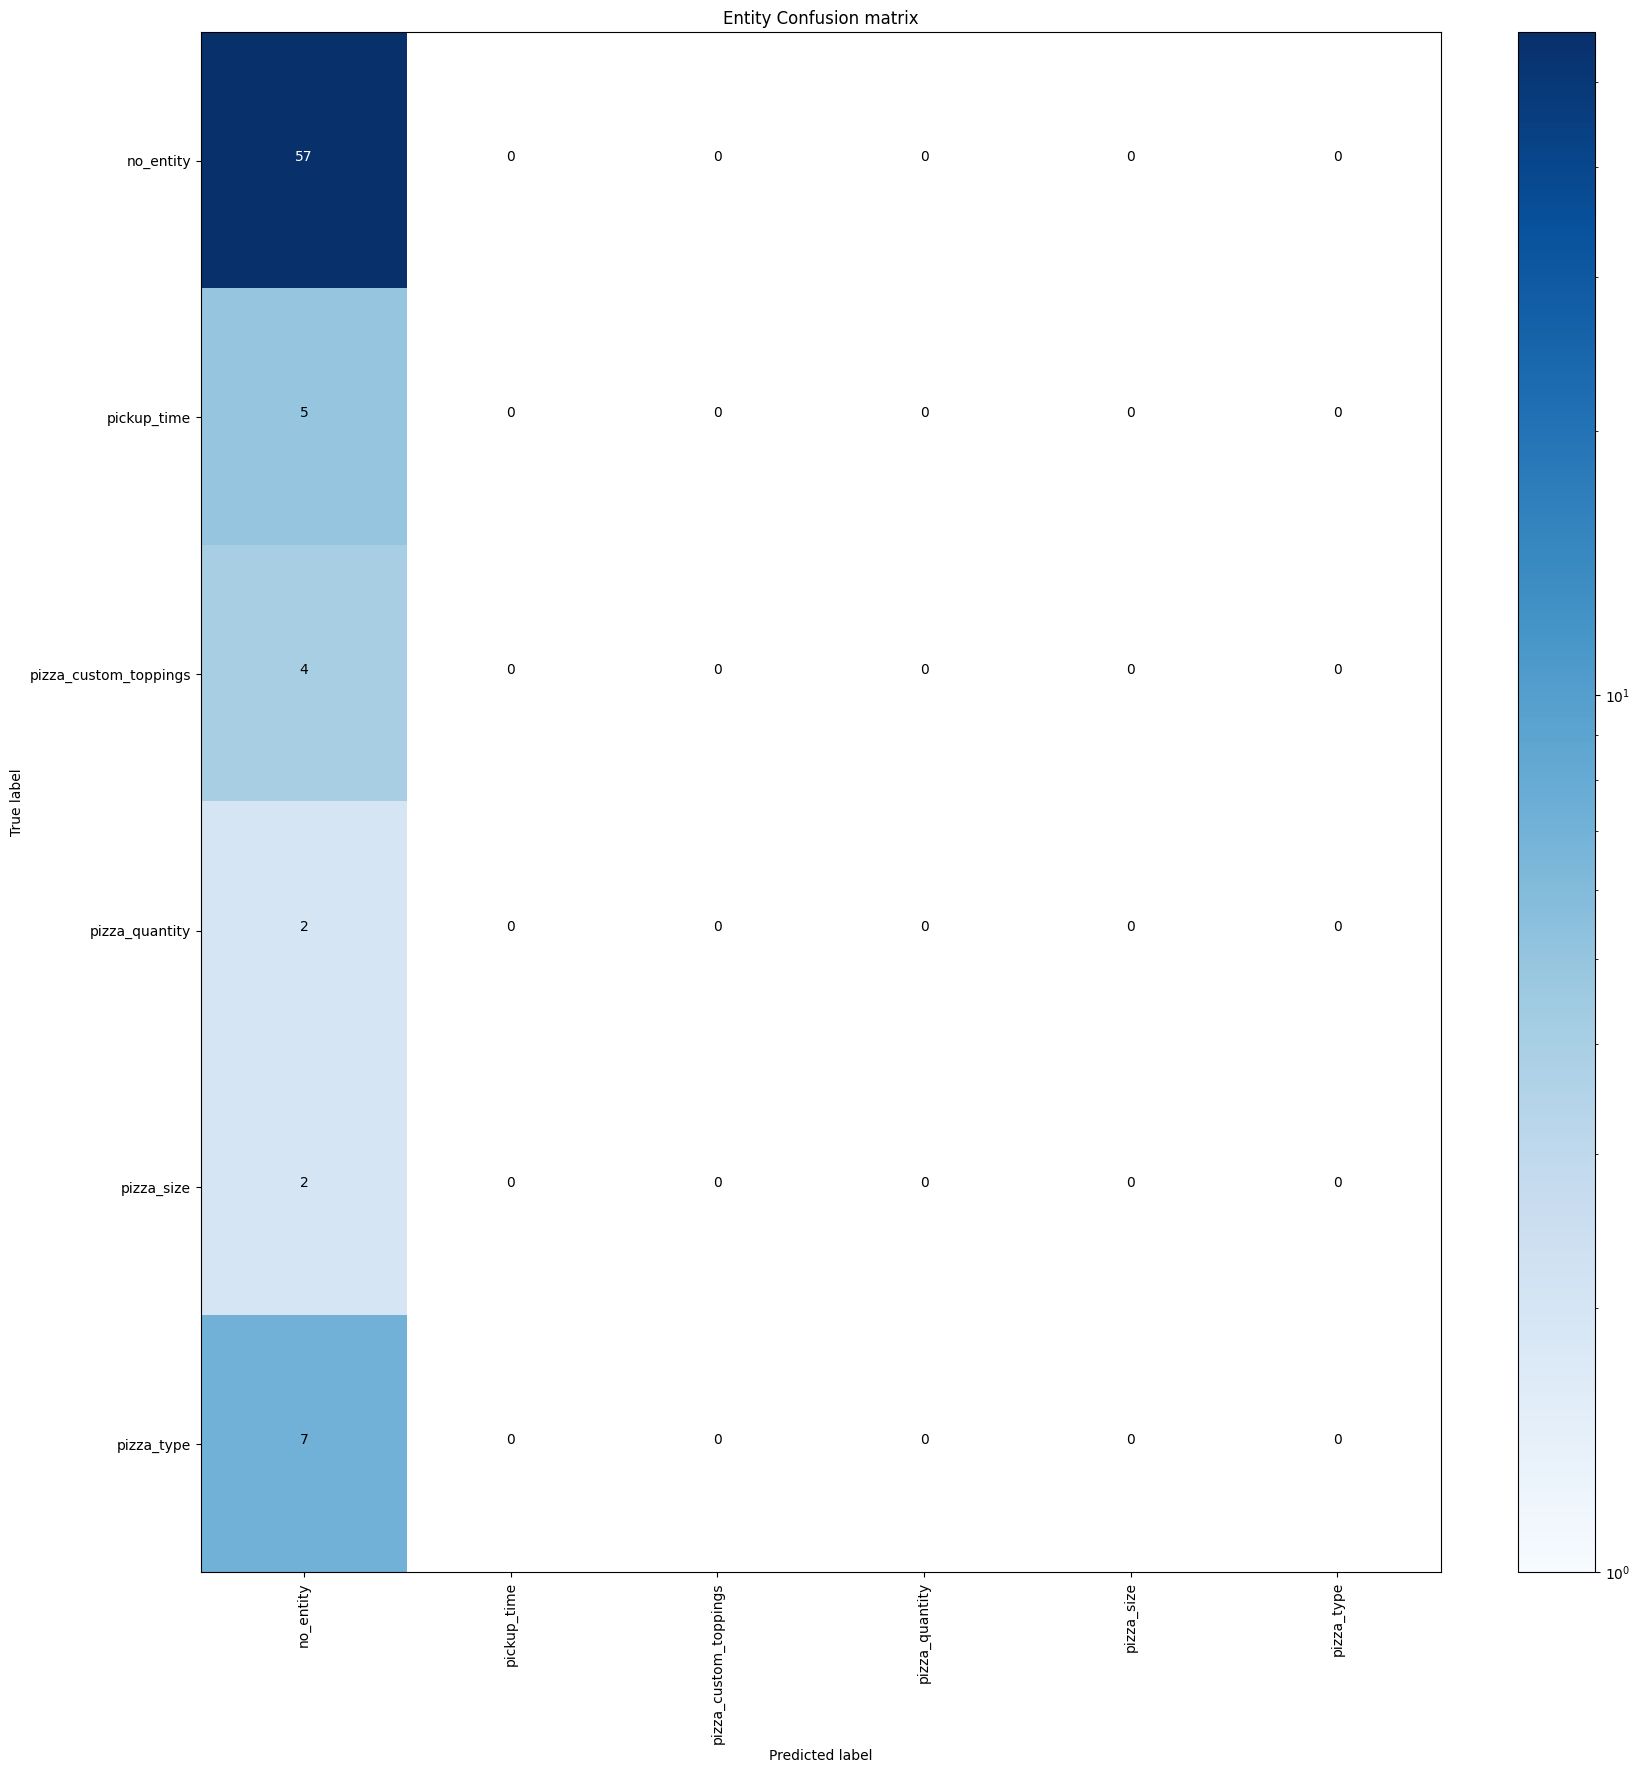 Entity Confusion matrix
True label
no_entity 57 0 0 0 0 0
pickup_time 5 0 0 0 0 0
pizza_custom_toppings 4 0 0 0 0 0
pizza_quantity 2 0 0 0 0 0
pizza_size 2 0 0 0 0 0
pizza_type 7 0 0 0 0 0
no_entity
pickup_time
pizza_custom_toppings
pizza_quantity
pizza_size
pizza_type
Predicted label
10¹
10⁰